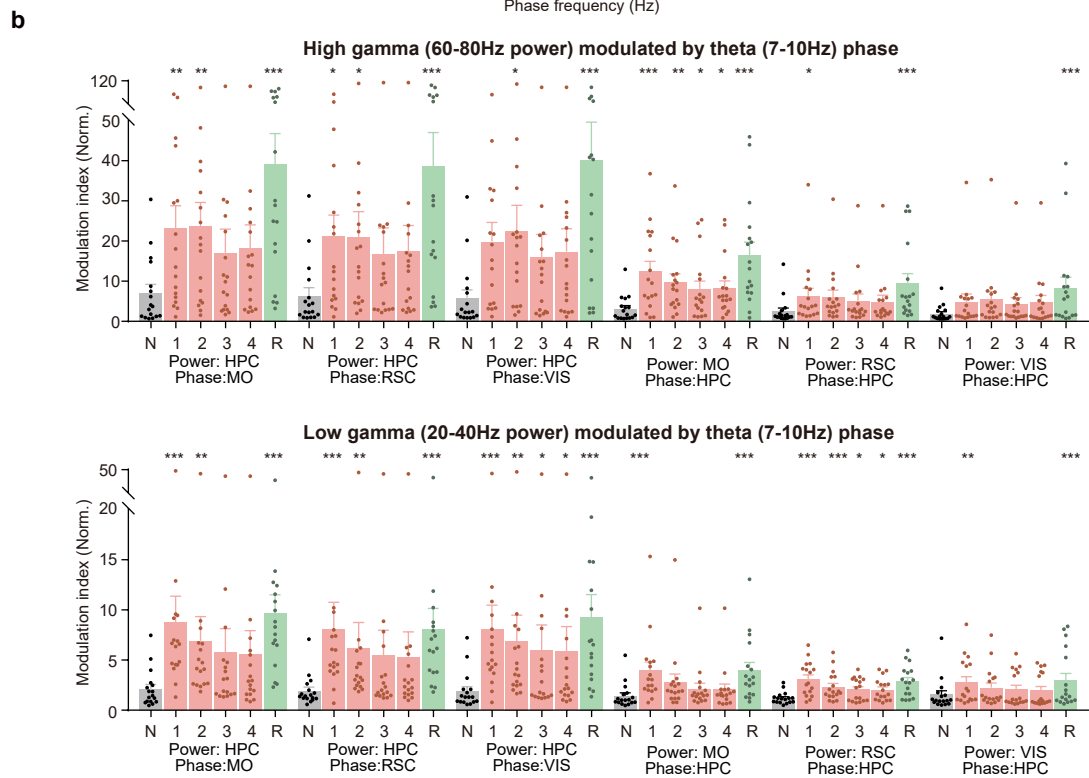 Phase frequency (Hz)
b
High gamma (60-80Hz power) modulated by theta (7-10Hz) phase
** ** *** * * *** * *** *** ** * * *** * *** ***
Modulation index (Norm.)
120
50
40
30
20
10
0
N 1 2 3 4 R N 1 2 3 4 R N 1 2 3 4 R N 1 2 3 4 R N 1 2 3 4 R N 1 2 3 4 R
Power: HPC Power: HPC Power: HPC Power: MO Power: RSC Power: VIS
Phase:MO Phase:RSC Phase:VIS Phase:HPC Phase:HPC Phase:HPC
Low gamma (20-40Hz power) modulated by theta (7-10Hz) phase
*** ** *** *** ** *** *** ** * * *** *** *** *** *** * * *** ** ***
Modulation index (Norm.)
50
20
15
10
5
0
N 1 2 3 4 R N 1 2 3 4 R N 1 2 3 4 R N 1 2 3 4 R N 1 2 3 4 R N 1 2 3 4 R
Power: HPC Power: HPC Power: HPC Power: MO Power: RSC Power: VIS
Phase:MO Phase:RSC Phase:VIS Phase:HPC Phase:HPC Phase:HPC